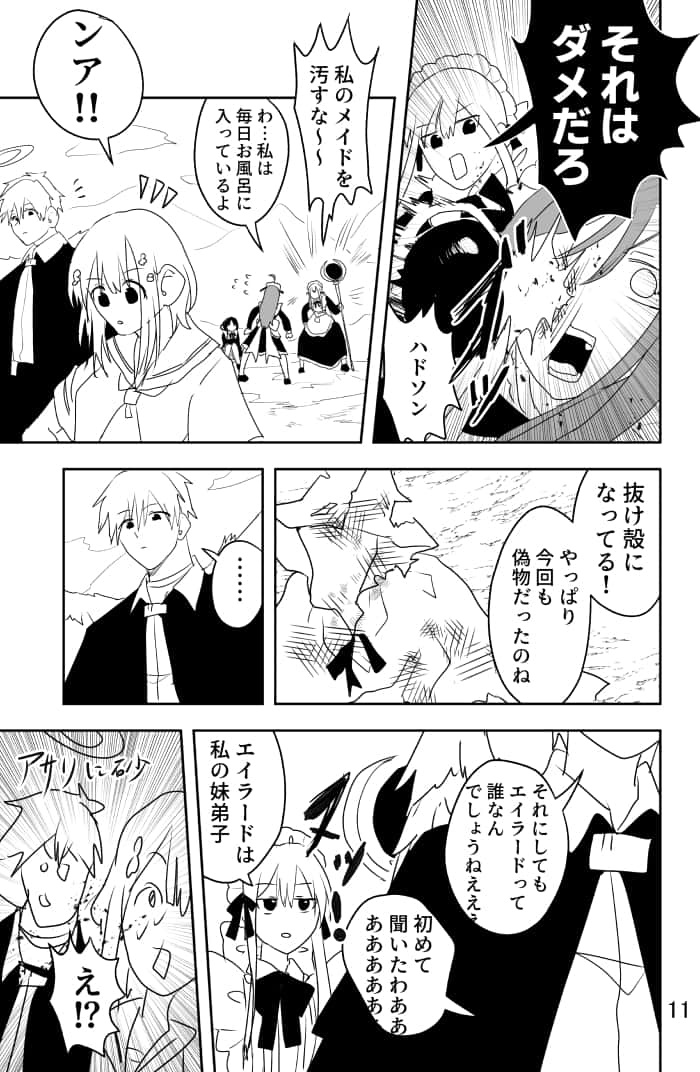 それは
ダメだろ
ハドソン
私のメイドを
汚すな～～
わ…私は
毎日お風呂に
入っているよ
ンア!!
抜け殻に
なってる！
やっぱり
今回も
偽物だったのね
……
それにしても
エイラードって
誰なん
でしょうねえええ
初めて
聞いたわああ
あああああ
エイラードは
私の妹弟子
アサリに砂
え!?
11